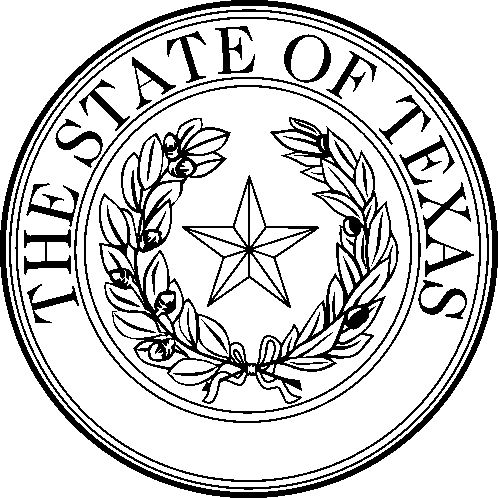 THE STATE OF TEXAS